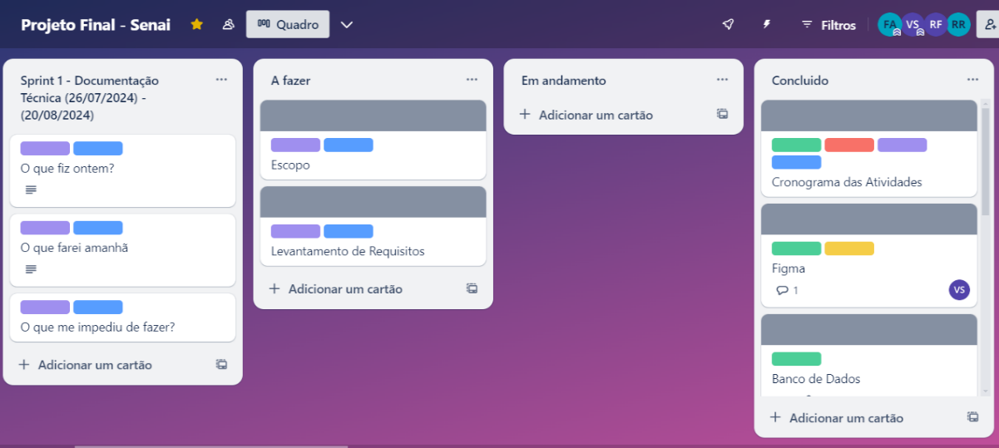 Projeto Final - Senai
Quadro
Filtros
FA
VS
RF
RR
Sprint 1 - Documentação
Técnica (26/07/2024) -
(20/08/2024)
O que fiz ontem?
O que farei amanhã
O que me impediu de fazer?
Adicionar um cartão
A fazer
Escopo
Levantamento de Requisitos
Adicionar um cartão
Em andamento
Adicionar um cartão
Concluido
Cronograma das Atividades
Figma
1
VS
Banco de Dados
Adicionar um cartão